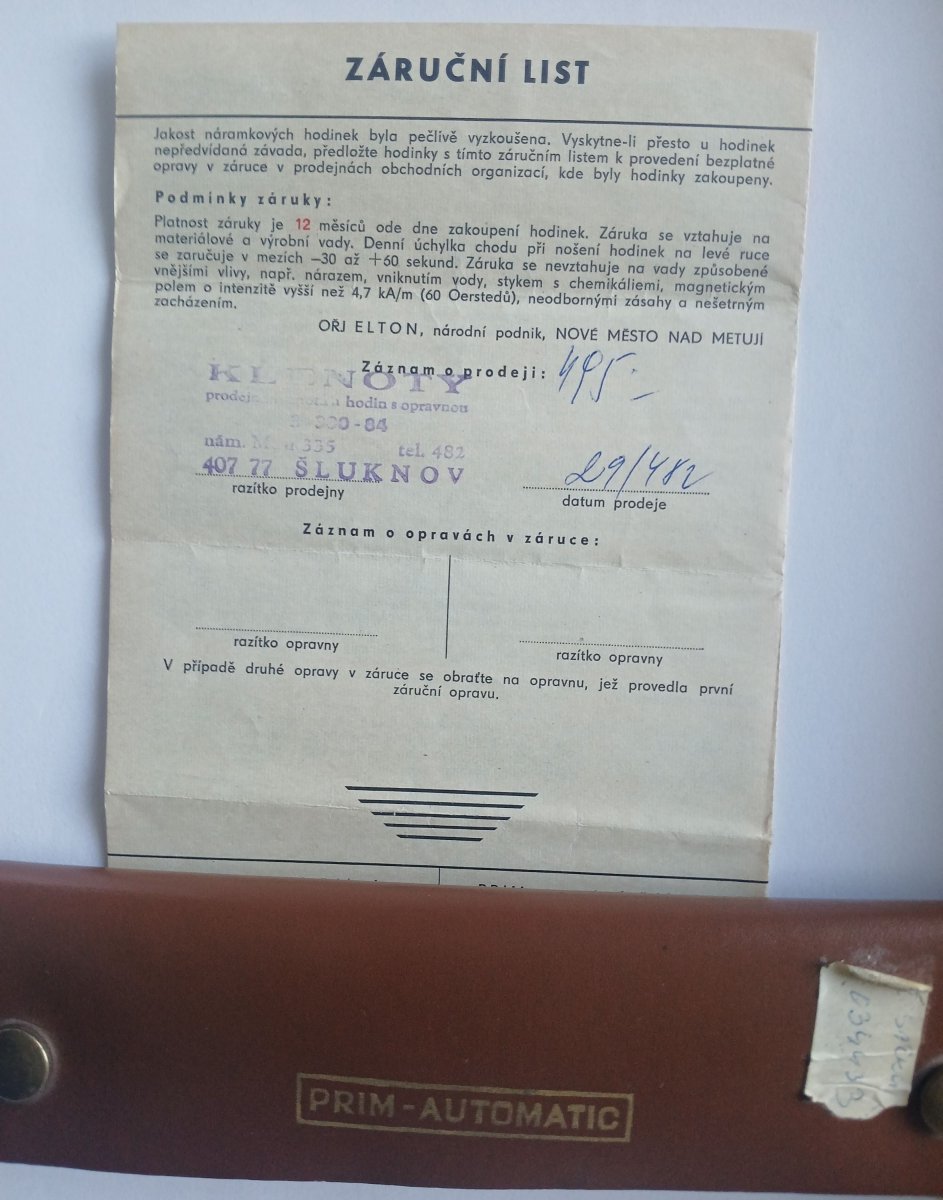 ZÁRUČNÍ LIST
Jakost náramkových hodinek byla pečlivě vyzkoušena. Vyskytne-li přesto u hodinek
nepředvídaná závada, předložte hodinky s tímto záručním listem k provedení bezplatné
opravy v záruce v prodejnách obchodních organizací, kde byly hodinky zakoupeny.
Podmínky záruky:
Platnost záruky je 12 měsíců ode dne zakoupení hodinek. Záruka se vztahuje na
materiálové a výrobní vady. Denní úchylka chodu při nošení hodinek na levé ruce
se zaručuje v mezích —30 až +60 sekund. Záruka se nevztahuje na vady způsobené
vnějšími vlivy, např. nárazem, vniknutím vody, stykem s chemikáliemi, magnetickým
polem o intenzitě vyšší než 4,7 kA/m (60 Oerstedů), neodbornými zásahy a nešetrným
zacházením.
OŘJ ELTON, národní podnik, NOVÉ MĚSTO NAD METUJÍ
Záznam o prodeji: 495.-
KLENOTY
hodin s opravnou
-84
nám. 335 tel. 482
407 77 ŠLUKNOV
29/4 82
razítko prodejny
datum prodeje
Záznam o opravách v záruce:
razítko opravny
razítko opravny
V případě druhé opravy v záruce se obraťte na opravnu, jež provedla první
záruční opravu.
PRIM-AUTOMATIC